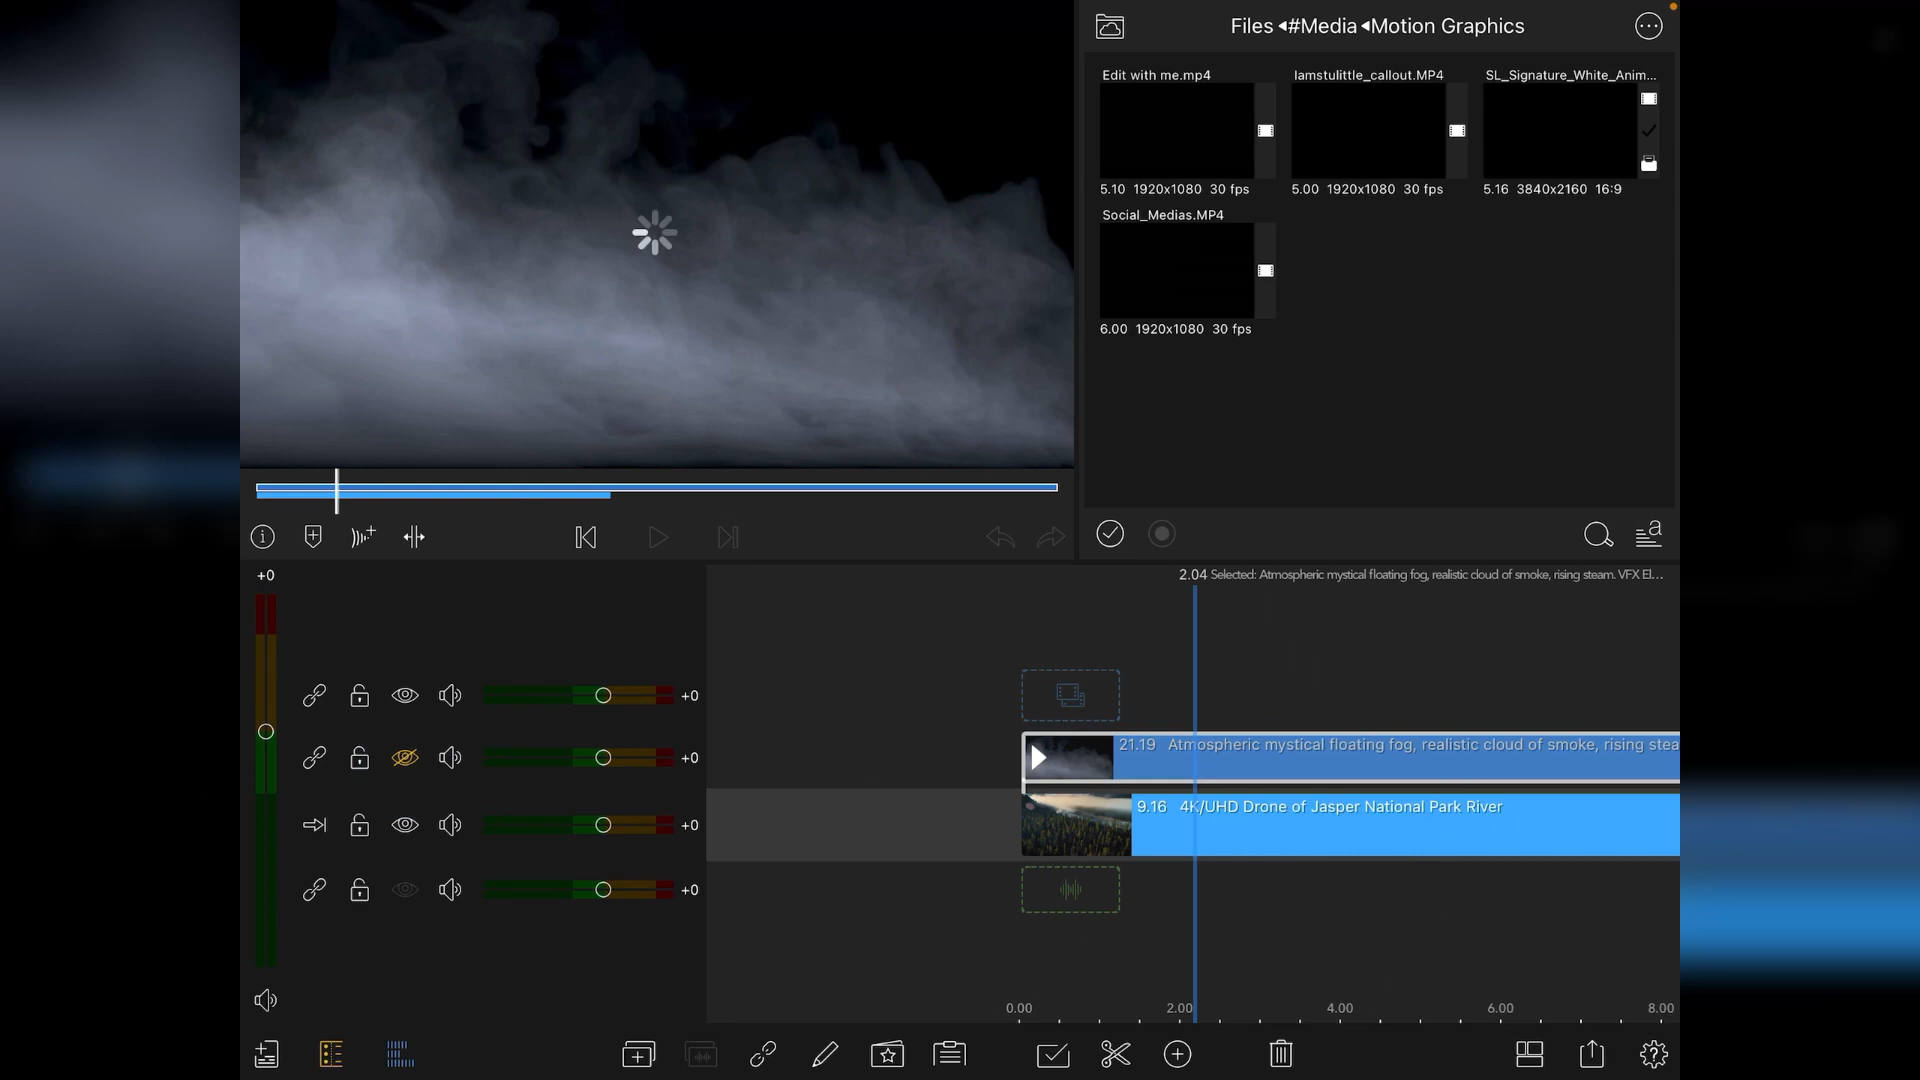 Files ◂#Media ◂Motion Graphics
Edit with me.mp4
Iamstulittle_callout.MP4
SL_Signature_White_Anim...
5.10 1920x1080 30 fps
5.00 1920x1080 30 fps
5.16 3840x2160 16:9
Social_Medias.MP4
6.00 1920x1080 30 fps
+0
2.04 Selected: Atmospheric mystical floating fog, realistic cloud of smoke, rising steam. VFX El...
+0
21.19 Atmospheric mystical floating fog, realistic cloud of smoke, rising stea
+0
9.16 4K/UHD Drone of Jasper National Park River
+0
+0
0.00 2.00 4.00 6.00 8.00